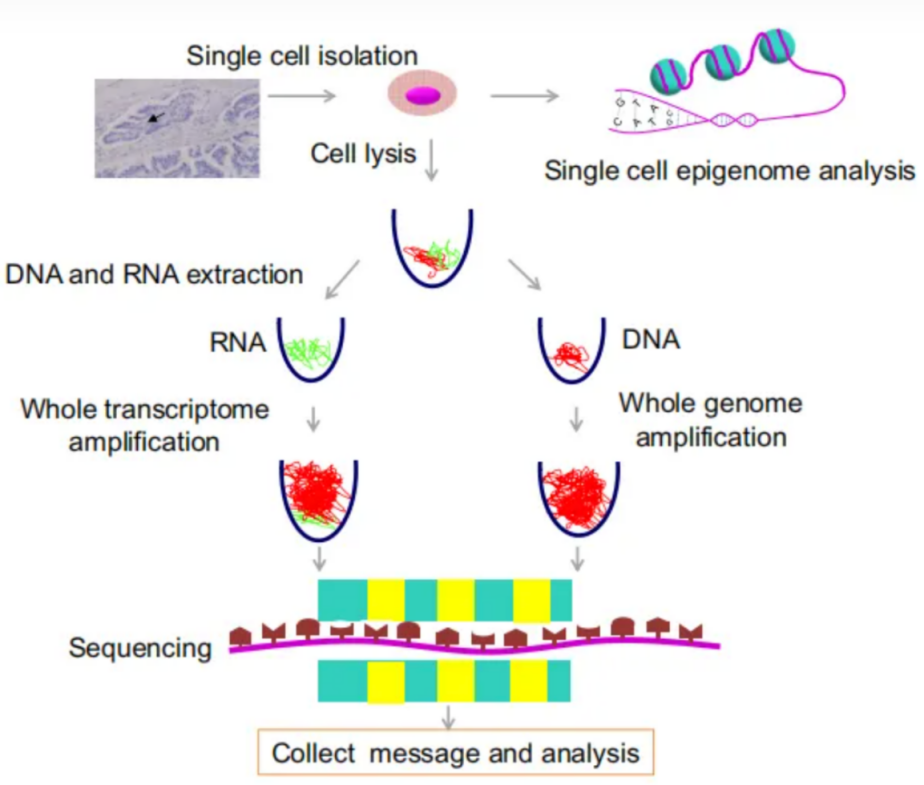 Single cell isolation
Cell lysis
Single cell epigenome analysis
DNA and RNA extraction
RNA
DNA
Whole transcriptome
amplification
Whole genome
amplification
Sequencing
Collect message and analysis